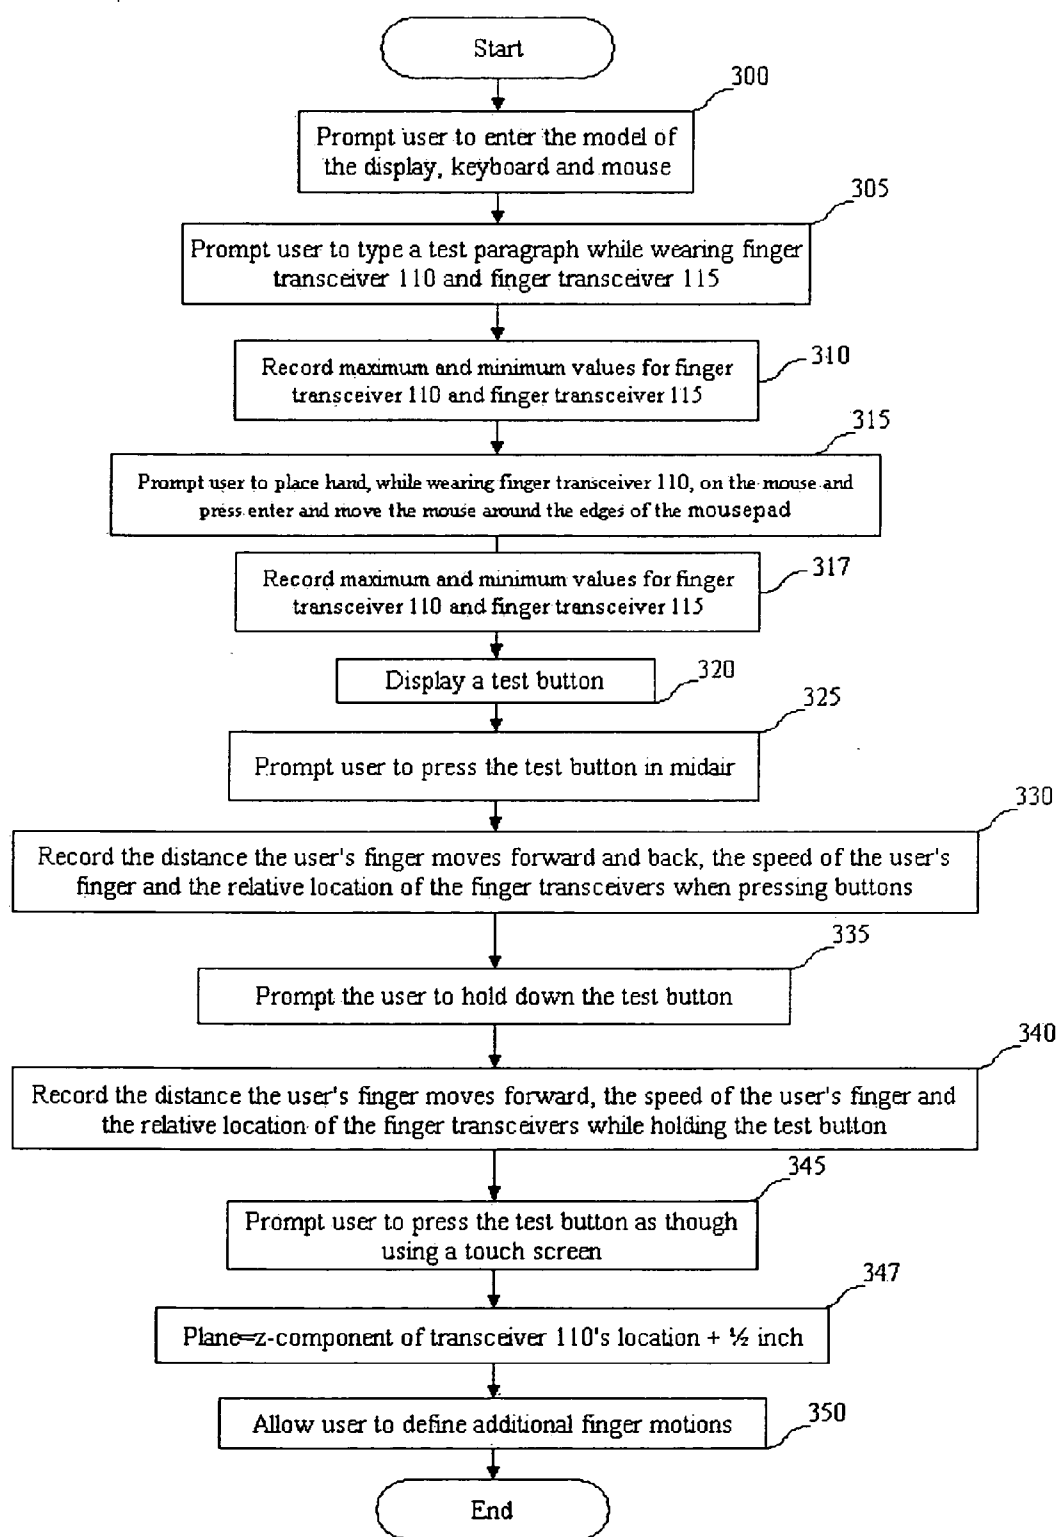 Start
300
Prompt user to enter the model of
the display, keyboard and mouse
305
Prompt user to type a test paragraph while wearing finger
transceiver 110 and finger transceiver 115
310
Record maximum and minimum values for finger
transceiver 110 and finger transceiver 115
315
Prompt user to place hand, while wearing finger transceiver 110, on the mouse and
press enter and move the mouse around the edges of the mousepad
317
Record maximum and minimum values for finger
transceiver 110 and finger transceiver 115
320
Display a test button
325
Prompt user to press the test button in midair
330
Record the distance the user's finger moves forward and back, the speed of the user's
finger and the relative location of the finger transceivers when pressing buttons
335
Prompt the user to hold down the test button
340
Record the distance the user's finger moves forward, the speed of the user's finger and
the relative location of the finger transceivers while holding the test button
345
Prompt user to press the test button as though
using a touch screen
347
Plane=z-component of transceiver 110's location + ½ inch
350
Allow user to define additional finger motions
End